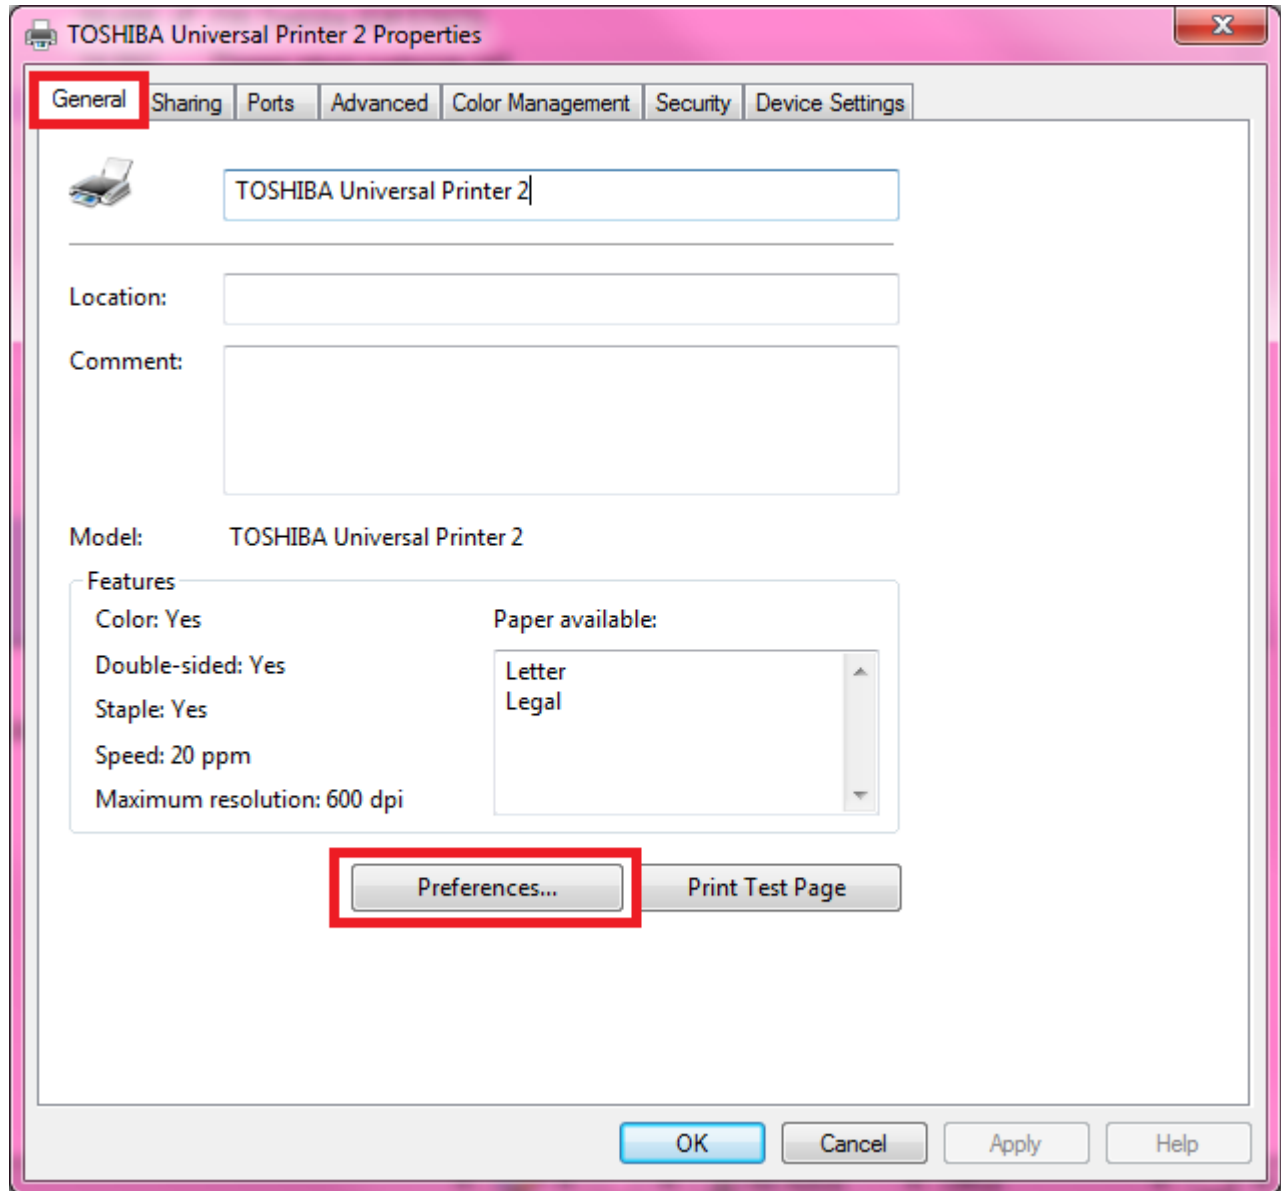 TOSHIBA Universal Printer 2 Properties
X
General Sharing Ports Advanced Color Management Security Device Settings
TOSHIBA Universal Printer 2
Location:
Comment:
Model: TOSHIBA Universal Printer 2
Features
Color: Yes
Double-sided: Yes
Staple: Yes
Speed: 20 ppm
Maximum resolution: 600 dpi
Paper available:
Letter
Legal
Preferences... Print Test Page
OK Cancel Apply Help